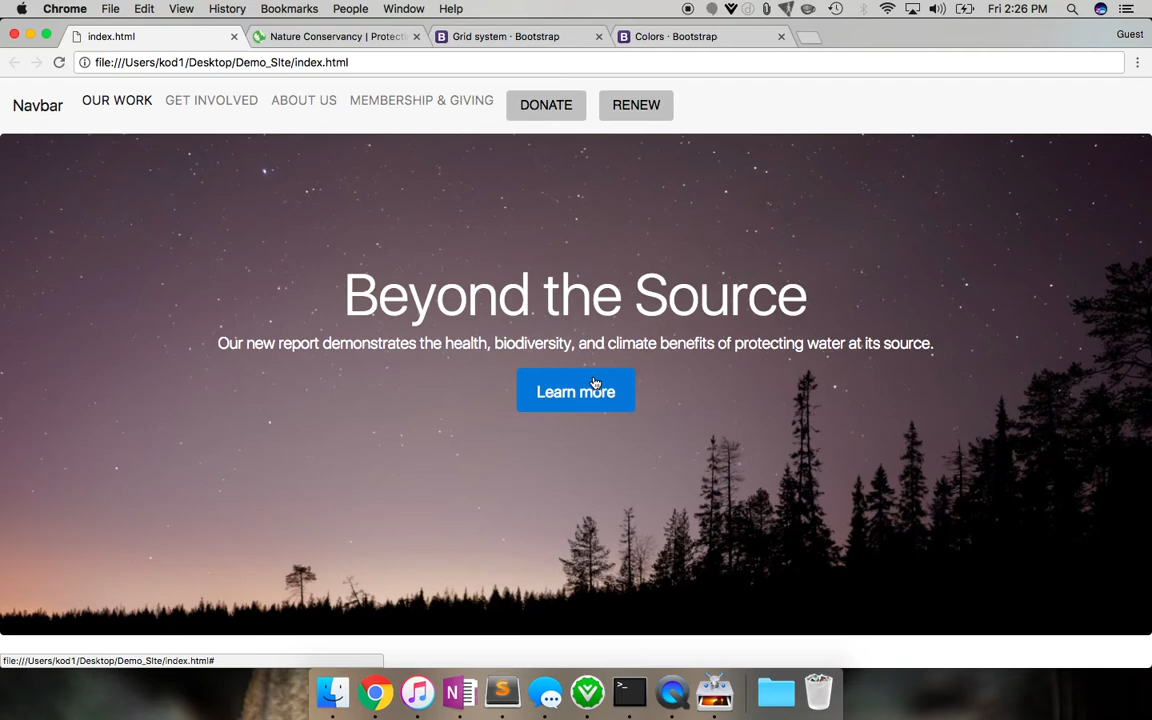 Chrome File Edit View History Bookmarks People Window Help Fri 2:26 PM
index.html Nature Conservancy | Protecti Grid system · Bootstrap Colors · Bootstrap Guest
file:///Users/kod1/Desktop/Demo_SIte/index.html
Navbar OUR WORK GET INVOLVED ABOUT US MEMBERSHIP & GIVING DONATE RENEW
Beyond the Source
Our new report demonstrates the health, biodiversity, and climate benefits of protecting water at its source.
Learn more
file:///Users/kod1/Desktop/Demo_SIte/index.html#